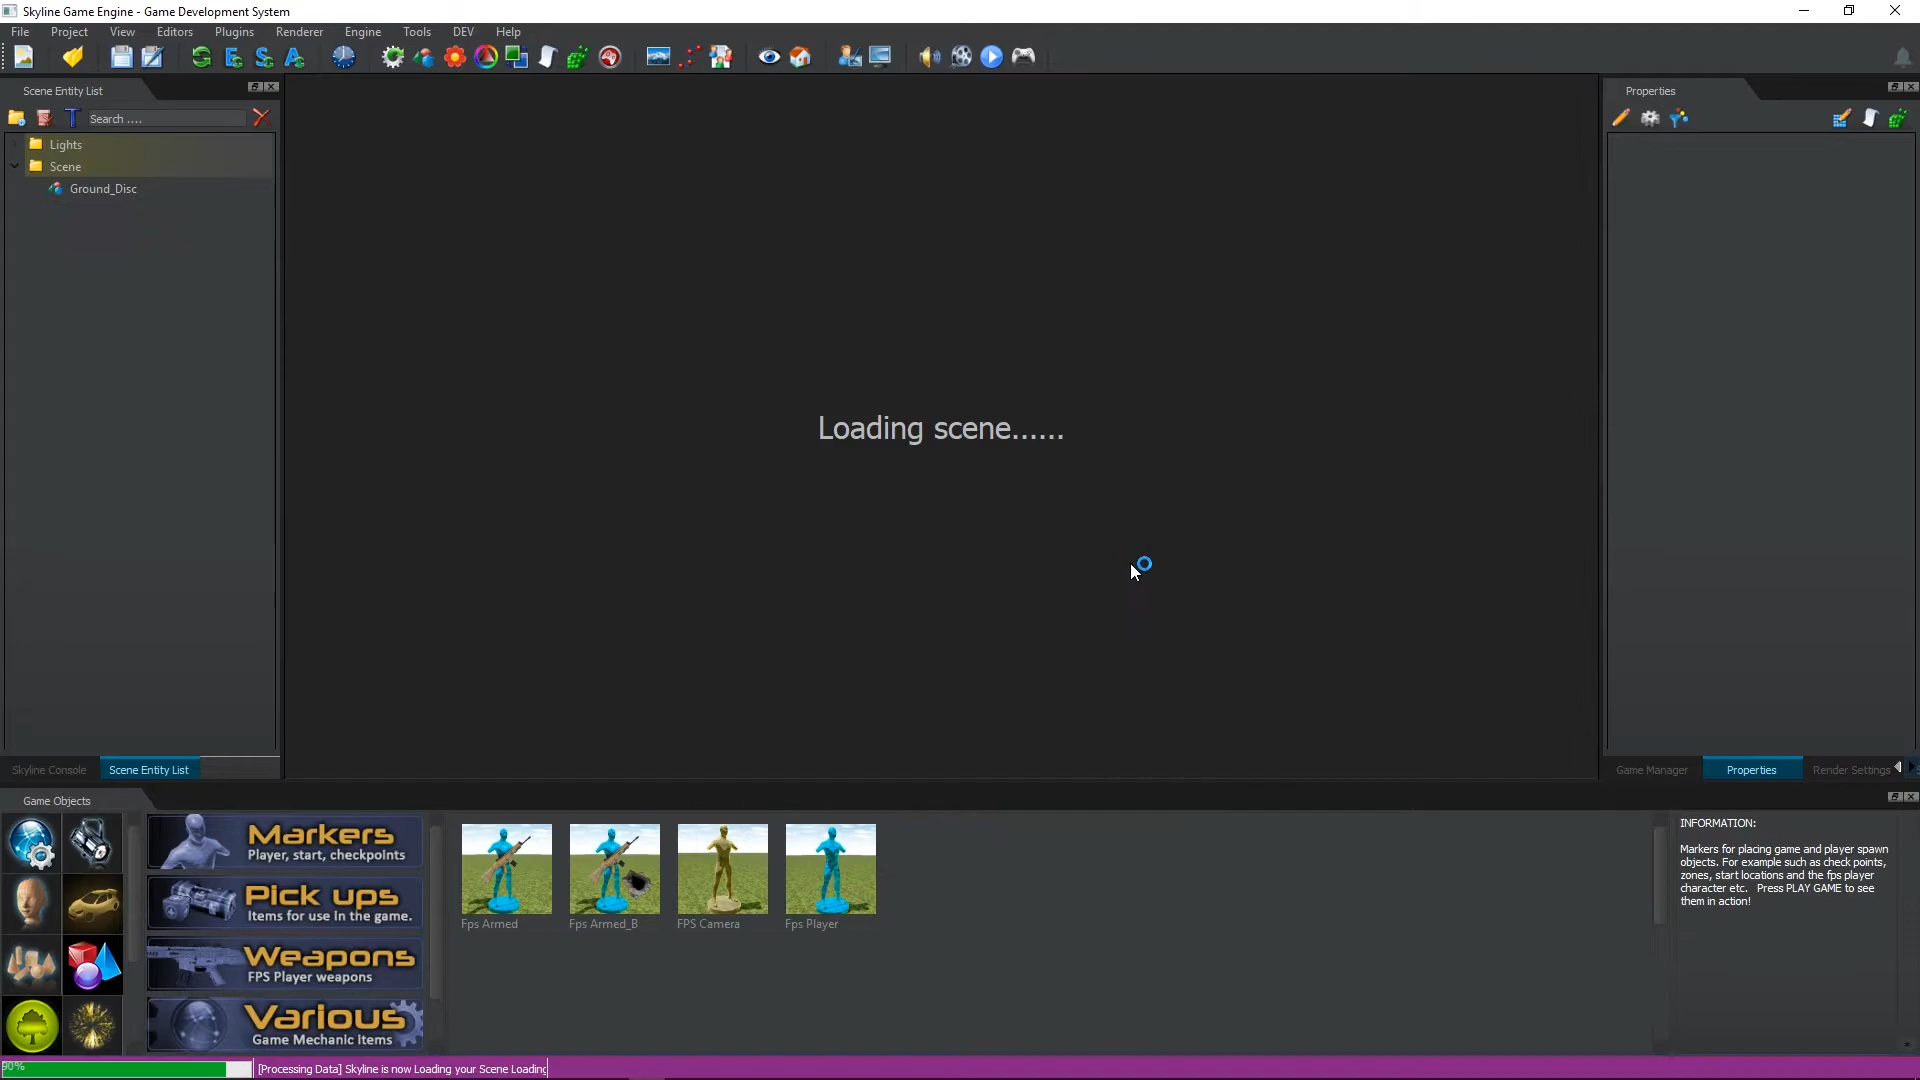 Skyline Game Engine - Game Development System
File Project View Editors Plugins Renderer Engine Tools DEV Help
Scene Entity List
Search ....
Lights
Scene
Ground_Disc
Loading scene......
Properties
Skyline Console Scene Entity List
Game Manager Properties Render Settings
Game Objects
Markers
Player, start, checkpoints
Pick ups
Items for use in the game.
Weapons
FPS Player weapons
Various
Game Mechanic Items
Fps Armed Fps Armed_B FPS Camera Fps Player
INFORMATION:
Markers for placing game and player spawn
objects. For example such as check points,
zones, start locations and the fps player
character etc. Press PLAY GAME to see
them in action!
90% [Processing Data] Skyline is now Loading your Scene Loading